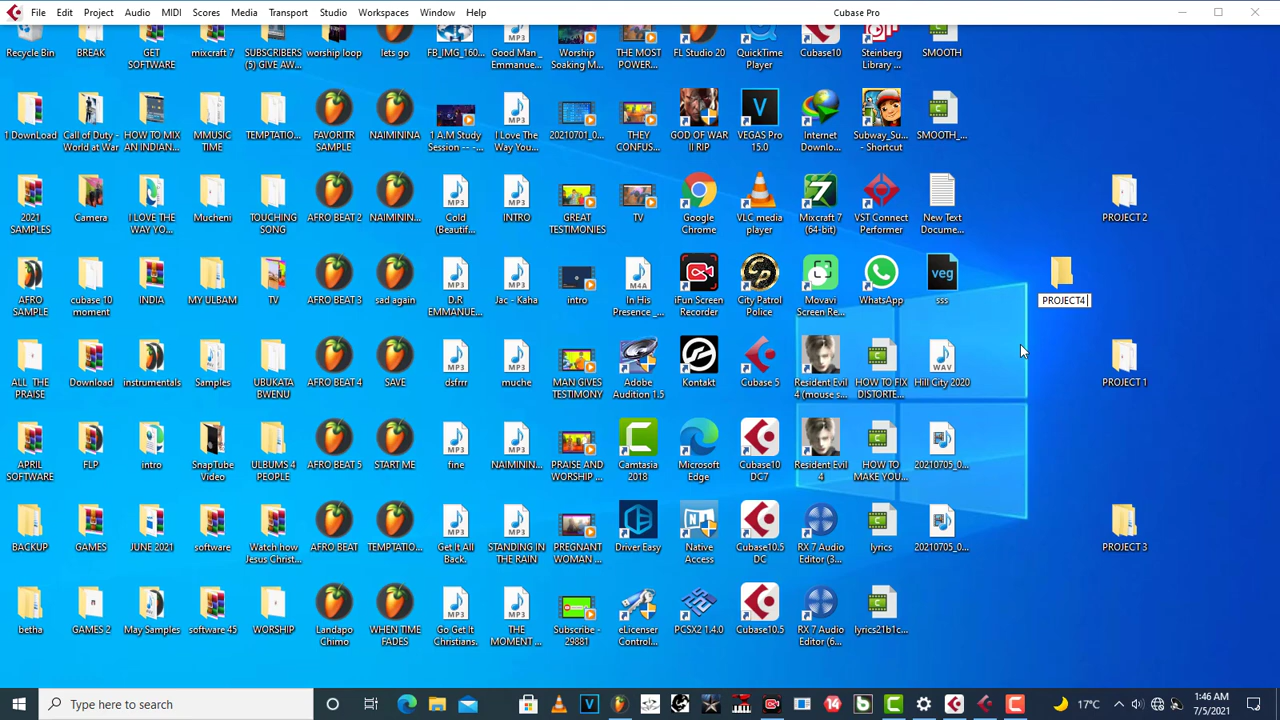 File Edit Project Audio MIDI Scores Media Transport Studio Workspaces Window Help
Cubase Pro
Recycle Bin
BREAK
GET
SOFTWARE
mixcraft 7
SUBSCRIBERS
(5) GIVE AW...
worship loop
lets go
FB_IMG_160...
Good Man_
Emmanue...
Worship
Soaking M...
THE MOST
POWER...
FL Studio 20
QuickTime
Player
Cubase10
Steinberg
Library ...
SMOOTH
1 DownLoad
Call of Duty -
World at War
HOW TO MIX
AN INDIAN...
MMUSIC
TIME
TEMPTATIO...
FAVORITR
SAMPLE
NAIMININA
1 A.M Study
Session -- -...
I Love The
Way You...
20210701_0...
THEY
CONFUS...
GOD OF WAR
II RIP
VEGAS Pro
15.0
Internet
Downlo...
Subway_Su...
- Shortcut
SMOOTH_...
2021
SAMPLES
Camera
I LOVE THE
WAY YO...
Mucheni
TOUCHING
SONG
AFRO BEAT 2
NAIMININ...
Cold
(Beautif...
INTRO
GREAT
TESTIMONIES
TV
Google
Chrome
VLC media
player
Mixcraft 7
(64-bit)
VST Connect
Performer
New Text
Docume...
PROJECT 2
AFRO
SAMPLE
cubase 10
moment
INDIA
MY ULBAM
TV
AFRO BEAT 3
sad again
D.R
EMMANUE...
Jac - Kaha
intro
In His
Presence _...
iFun Screen
Recorder
City Patrol
Police
Movavi
Screen Re...
WhatsApp
veg
sss
PROJECT4
ALL THE
PRAISE
Download
instrumentals
Samples
UBUKATA
BWENU
AFRO BEAT 4
SAVE
dsfrrr
muche
MAN GIVES
TESTIMONY
Adobe
Audition 1.5
Kontakt
Cubase 5
Resident Evil
4 (mouse s...
HOW TO FIX
DISTORTE...
Hill City 2020
PROJECT 1
APRIL
SOFTWARE
FLP
intro
SnapTube
Video
ULBUMS 4
PEOPLE
AFRO BEAT 5
START ME
fine
NAIMININ...
PRAISE AND
WORSHIP ...
Camtasia
2018
Microsoft
Edge
Cubase10
DC7
Resident Evil
4
HOW TO
MAKE YOU...
20210705_0...
BACKUP
GAMES
JUNE 2021
software
Watch how
Jesus Christ...
AFRO BEAT
TEMPTATIO...
Get It All
Back.
STANDING IN
THE RAIN
PREGNANT
WOMAN ...
Driver Easy
Native
Access
Cubase10.5
DC
RX 7 Audio
Editor (3...
lyrics
20210705_0...
PROJECT 3
betha
GAMES 2
May Samples
software 45
WORSHIP
Landapo
Chimo
WHEN TIME
FADES
Go Get It
Christians.
THE
MOMENT ...
Subscribe -
29881
eLicenser
Control...
PCSX2 1.4.0
Cubase10.5
RX 7 Audio
Editor (6...
lyrics21b1c...
Type here to search
17°C
1:46 AM
7/5/2021